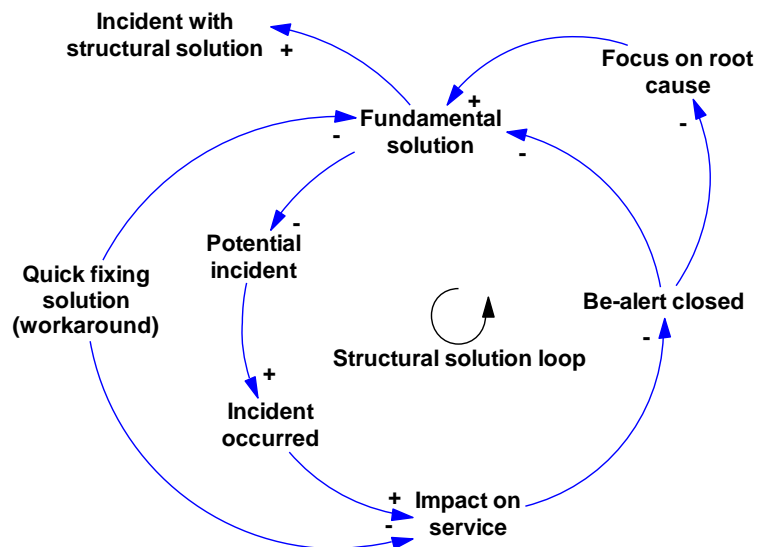 Incident with
structural solution
+
Focus on root
cause
-
+
Fundamental
solution
-
-
-
Potential
incident
Quick fixing
solution
(workaround)
Be-alert closed
-
Structural solution loop
+
Incident
occurred
+
-
Impact on
service